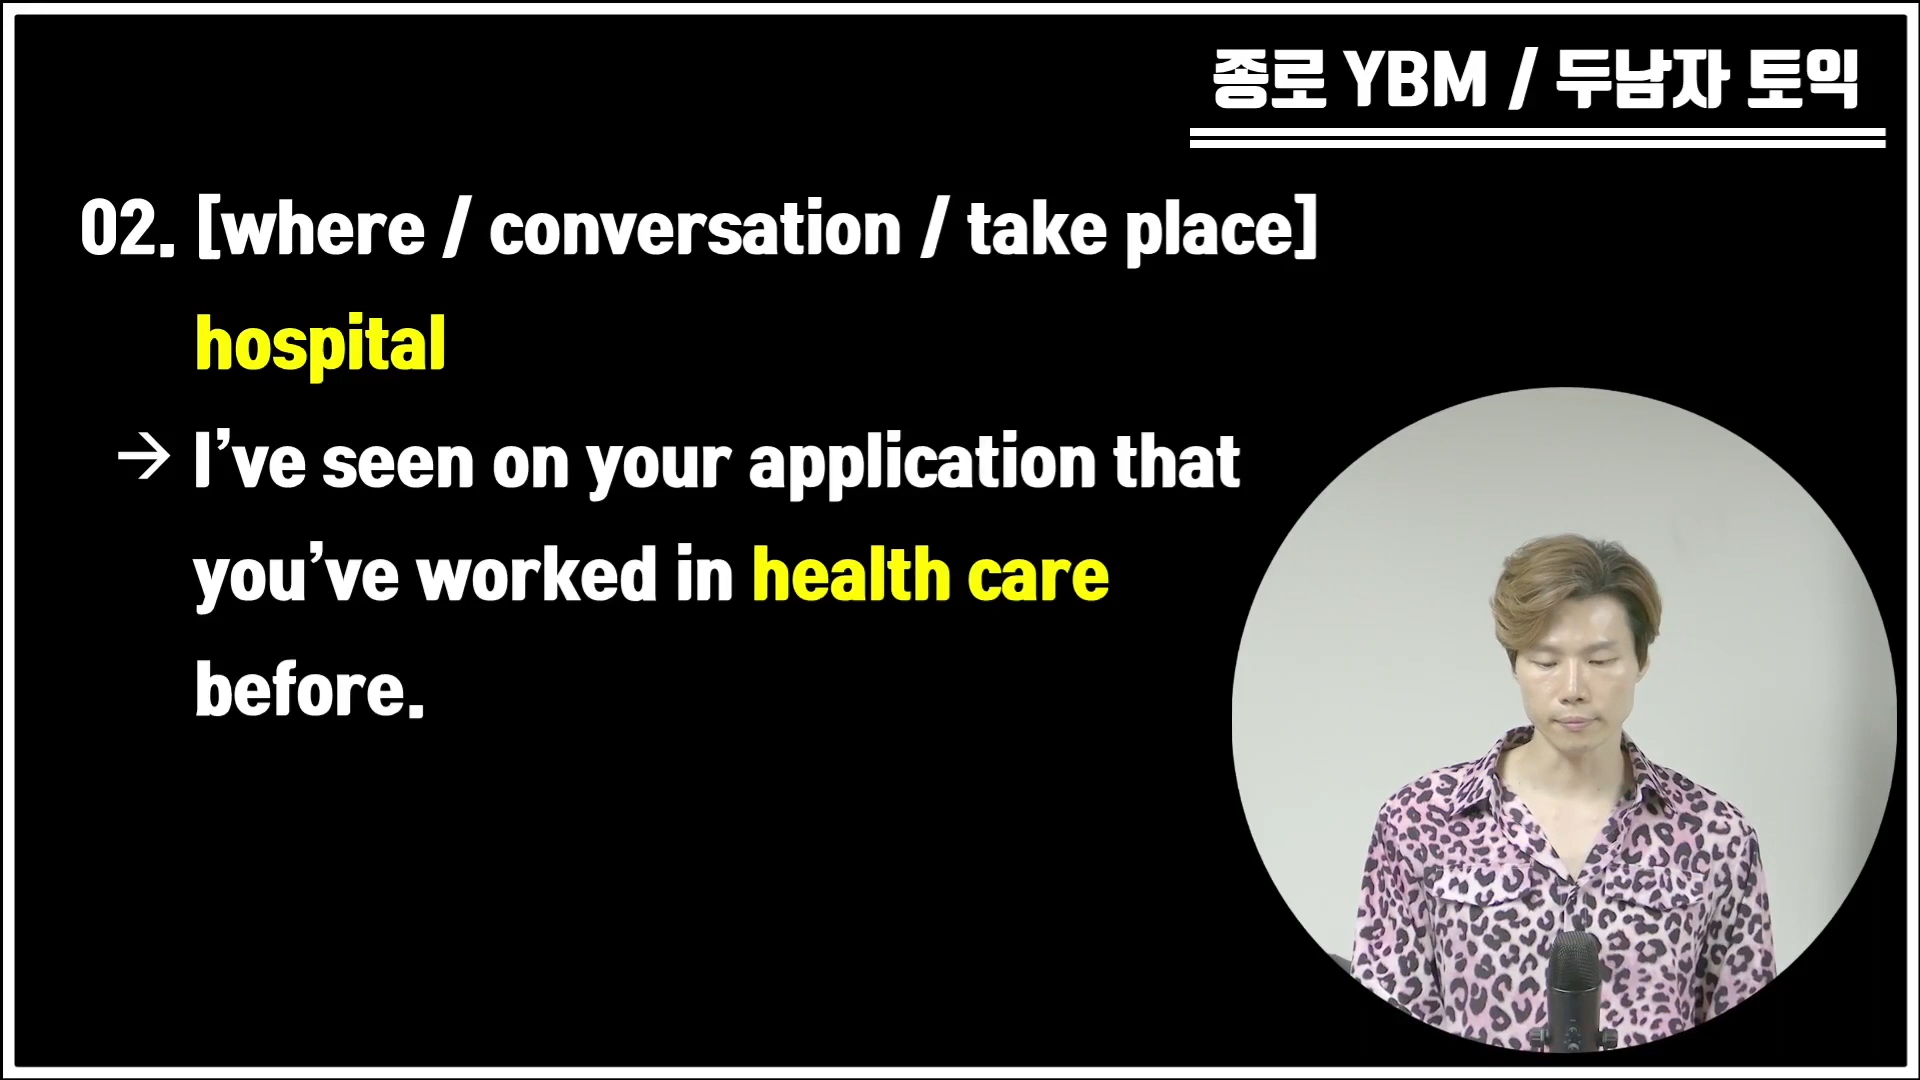 종로 YBM / 두남자 토익
02. [where / conversation / take place]
hospital
→ I’ve seen on your application that
you’ve worked in health care
before.